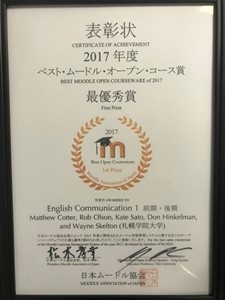 表彰状
CERTIFICATE OF ACHIEVEMENT
2017 年度
ベスト・ムードル・オープン・コース賞
BEST MOODLE OPEN COURSEWARE of 2017
最優秀賞
First Prize
2017
m
Best Open Courseware
1st Prize
Moodle Association of Japan
English Communication 1 前期・後期
Matthew Cotter, Rob Olson, Kate Sato, Don Hinkelman,
and Wayne Skelton (札幌学院大学)
日本ムードル協会
MOODLE ASSOCIATION OF JAPAN